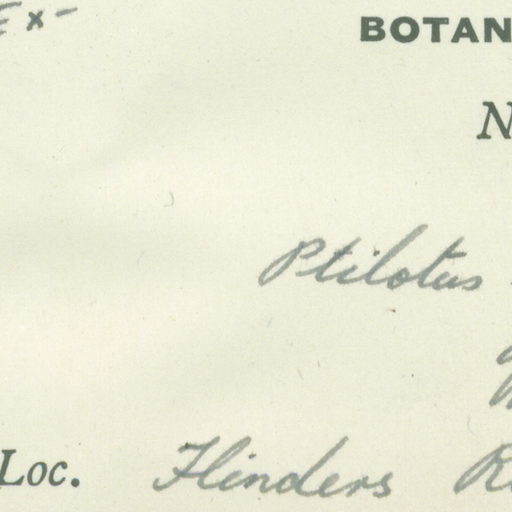 Ex-
BOTAN
N
Ptilotus
Loc. Flinders R